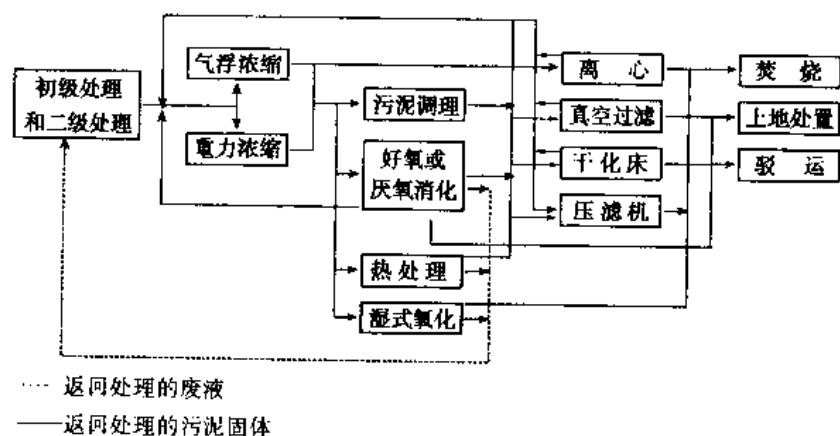 初级处理
和二级处理
气浮浓缩
重力浓缩
污泥调理
好氧或
厌氧消化
热处理
湿式氧化
离心
真空过滤
干化床
压滤机
焚烧
土地处置
驳运
返回处理的废液
返回处理的污泥固体